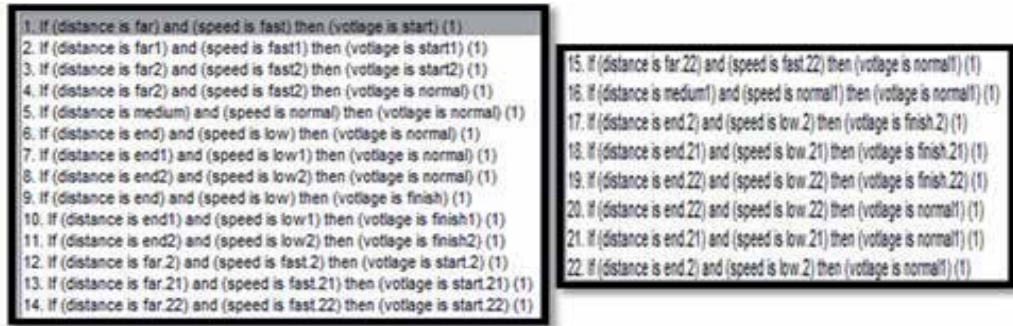 1. If (distance is far) and (speed is fast) then (votlage is start) (1)
2. If (distance is far1) and (speed is fast1) then (votlage is start1) (1)
3. If (distance is far2) and (speed is fast2) then (votlage is start2) (1)
4. If (distance is far2) and (speed is fast2) then (votlage is normal) (1)
5. If (distance is medium) and (speed is normal) then (votlage is normal) (1)
6. If (distance is end) and (speed is low) then (votlage is normal) (1)
7. If (distance is end1) and (speed is low1) then (votlage is normal) (1)
8. If (distance is end2) and (speed is low2) then (votlage is normal) (1)
9. If (distance is end) and (speed is low) then (votlage is finish) (1)
10. If (distance is end1) and (speed is low1) then (votlage is finish1) (1)
11. If (distance is end2) and (speed is low2) then (votlage is finish2) (1)
12. If (distance is far.2) and (speed is fast.2) then (votlage is start.2) (1)
13. If (distance is far.21) and (speed is fast.21) then (votlage is start.21) (1)
14. If (distance is far.22) and (speed is fast.22) then (votlage is start.22) (1)
15. If (distance is far.22) and (speed is fast.22) then (votlage is normal1) (1)
16. If (distance is medium1) and (speed is normal1) then (votlage is normal1) (1)
17. If (distance is end.2) and (speed is low.2) then (votlage is finish.2) (1)
18. If (distance is end.21) and (speed is low.21) then (votlage is finish.21) (1)
19. If (distance is end.22) and (speed is low.22) then (votlage is finish.22) (1)
20. If (distance is end.22) and (speed is low.22) then (votlage is normal1) (1)
21. If (distance is end.21) and (speed is low.21) then (votlage is normal1) (1)
22. If (distance is end.2) and (speed is low.2) then (votlage is normal1) (1)